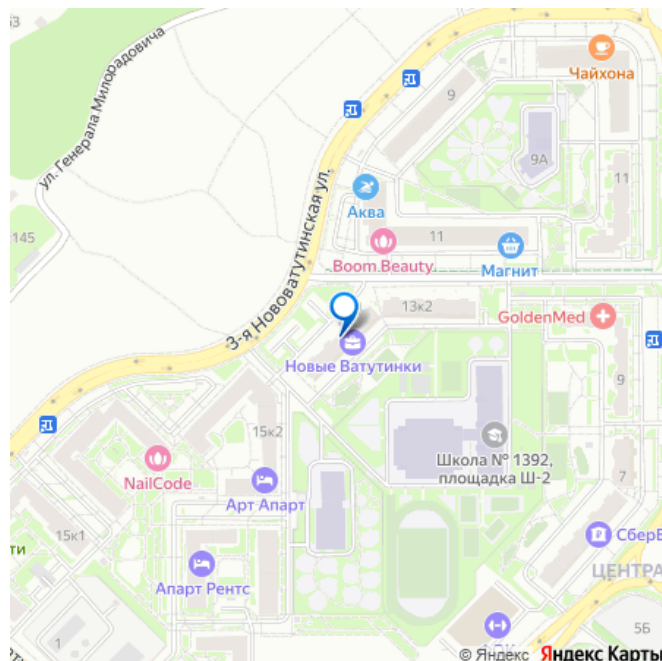 ул. Генерала Милорадовича
Чайхона
9
9А
11
Аква
3-я Нововатутинская ул.
145
11
Boom Beauty
Магнит
13к2
GoldenMed
Новые Ватутинки
9
15к2
Школа № 1392,
площадка Ш-2
7
NailCode
Арт Апарт
15к1
СберБ
ти
Апарт Рентс
ЦЕНТРА
1
5Б
© Яндекс Яндекс Карты